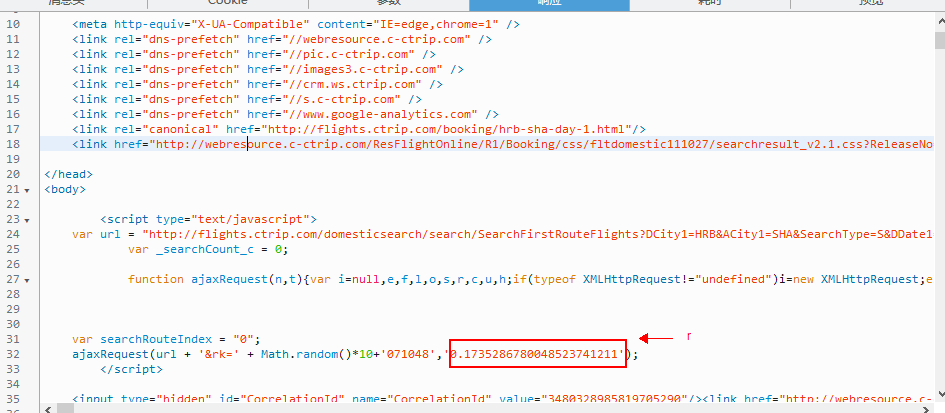 消息头 Cookie 参数 响应 耗时 预览
10 <meta http-equiv="X-UA-Compatible" content="IE=edge,chrome=1" />
11 <link rel="dns-prefetch" href="//webresource.c-ctrip.com" />
12 <link rel="dns-prefetch" href="//pic.c-ctrip.com" />
13 <link rel="dns-prefetch" href="//images3.c-ctrip.com" />
14 <link rel="dns-prefetch" href="//crm.ws.ctrip.com" />
15 <link rel="dns-prefetch" href="//s.c-ctrip.com" />
16 <link rel="dns-prefetch" href="//www.google-analytics.com" />
17 <link rel="canonical" href="http://flights.ctrip.com/booking/hrb-sha-day-1.html"/>
18 <link href="http://webresource.c-ctrip.com/ResFlightOnline/R1/Booking/css/fltdomestic111027/searchresult_v2.1.css?ReleaseNo
19
20 </head>
21 <body>
22
23 <script type="text/javascript">
24 var url = "http://flights.ctrip.com/domesticsearch/search/SearchFirstRouteFlights?DCity1=HRB&ACity1=SHA&SearchType=S&DDate1
25 var _searchCount_c = 0;
26
27 function ajaxRequest(n,t){var i=null,e,f,l,o,s,r,c,u,h;if(typeof XMLHttpRequest!="undefined")i=new XMLHttpRequest;e
28
29
30
31 var searchRouteIndex = "0";
32 ajaxRequest(url + '&rk=' + Math.random()*10+'071048','0.1735286780048523741211');
33 </script>
34
35 <input type="hidden" id="CorrelationId" name="CorrelationId" value="3480328985819705290"/><link href="http://webresource.c-